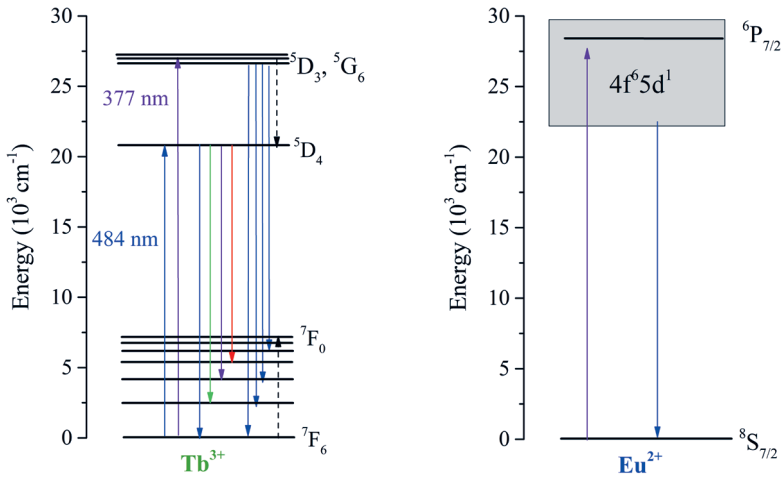 30
25
20
15
10
5
0
Energy (10³ cm⁻¹)
377 nm
484 nm
⁵D₃, ⁵G₆
⁵D₄
⁷F₀
⁷F₆
Tb³⁺
30
25
20
15
10
5
0
Energy (10³ cm⁻¹)
⁶P₇/₂
4f⁶5d¹
⁸S₇/₂
Eu²⁺